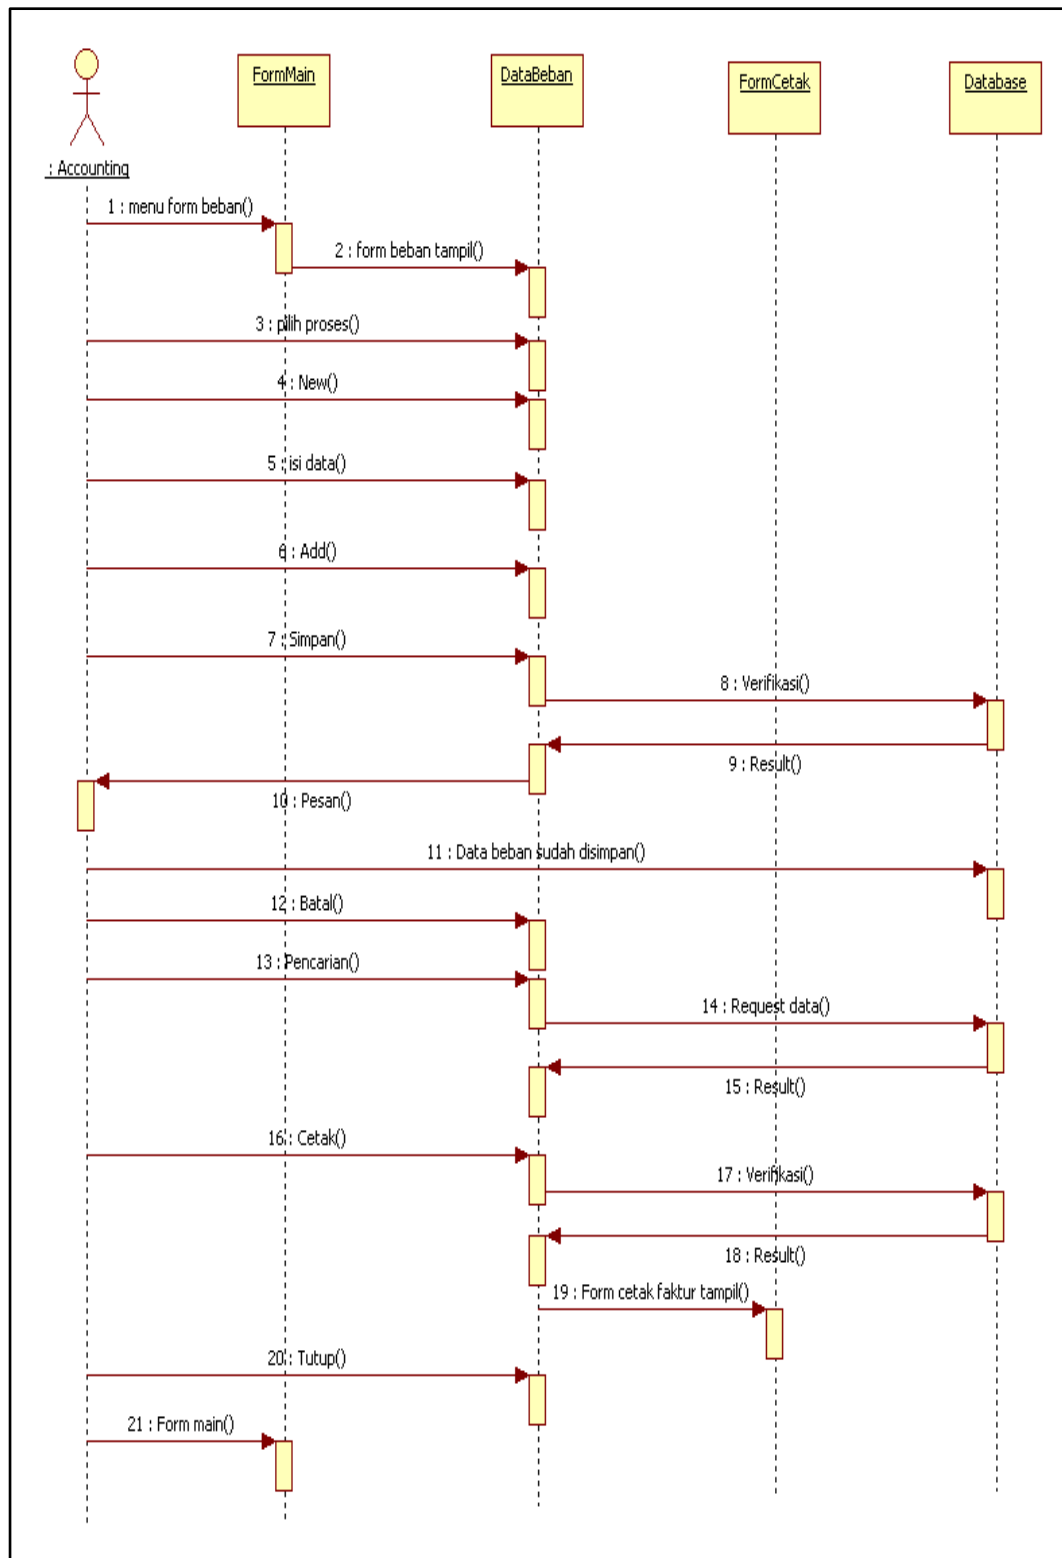 FormMain
DataBeban
FormCetak
Database
: Accounting
1 : menu form beban()
2 : form beban tampil()
3 : pilih proses()
4 : New()
5 : isi data()
6 : Add()
7 : Simpan()
8 : Verifikasi()
9 : Result()
10 : Pesan()
11 : Data beban sudah disimpan()
12 : Batal()
13 : Pencarian()
14 : Request data()
15 : Result()
16 : Cetak()
17 : Verifikasi()
18 : Result()
19 : Form cetak faktur tampil()
20 : Tutup()
21 : Form main()